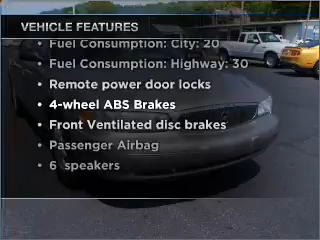 VEHICLE FEATURES
• Fuel Consumption: City: 20
• Fuel Consumption: Highway: 30
• Remote power door locks
• 4-wheel ABS Brakes
• Front Ventilated disc brakes
• Passenger Airbag
• 6 speakers